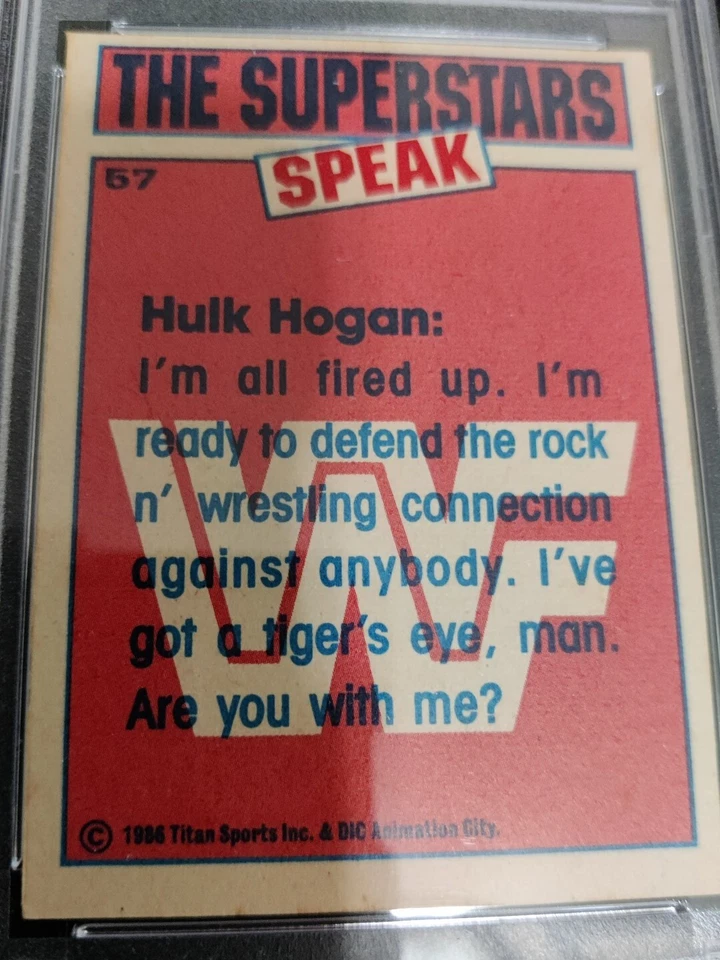 THE SUPERSTARS
SPEAK
57
Hulk Hogan:
I'm all fired up. I'm
ready to defend the rock
n' wrestling connection
against anybody. I've
got a tiger's eye, man.
Are you with me?
WF
© 1986 Titan Sports Inc. & DIC Animation City.